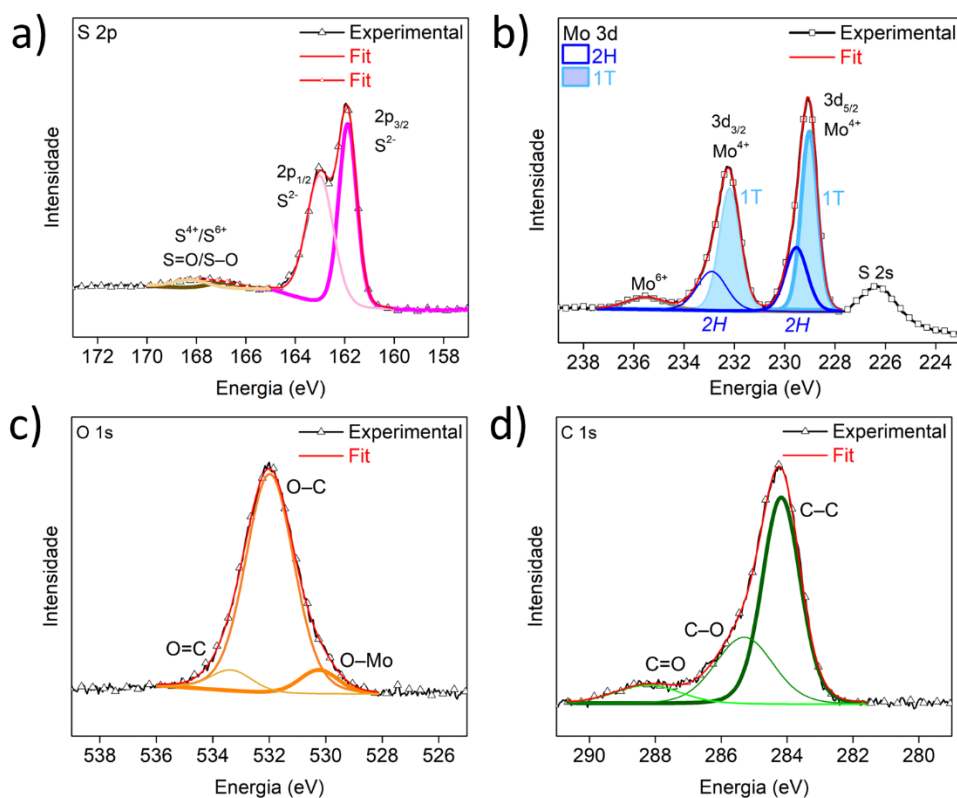 a)
S 2p
Experimental
Fit
Fit
2p3/2
S2-
2p1/2
S2-
S4+/S6+
S=O/S–O
Intensidade
172 170 168 166 164 162 160 158
Energia (eV)
b)
Mo 3d
2H
1T
Experimental
Fit
3d5/2
Mo4+
3d3/2
Mo4+
1T
1T
Mo6+
S 2s
2H
2H
Intensidade
238 236 234 232 230 228 226 224
Energia (eV)
c)
O 1s
Experimental
Fit
O–C
O=C
O–Mo
Intensidade
538 536 534 532 530 528 526
Energia (eV)
d)
C 1s
Experimental
Fit
C–C
C–O
C=O
Intensidade
290 288 286 284 282 280
Energia (eV)